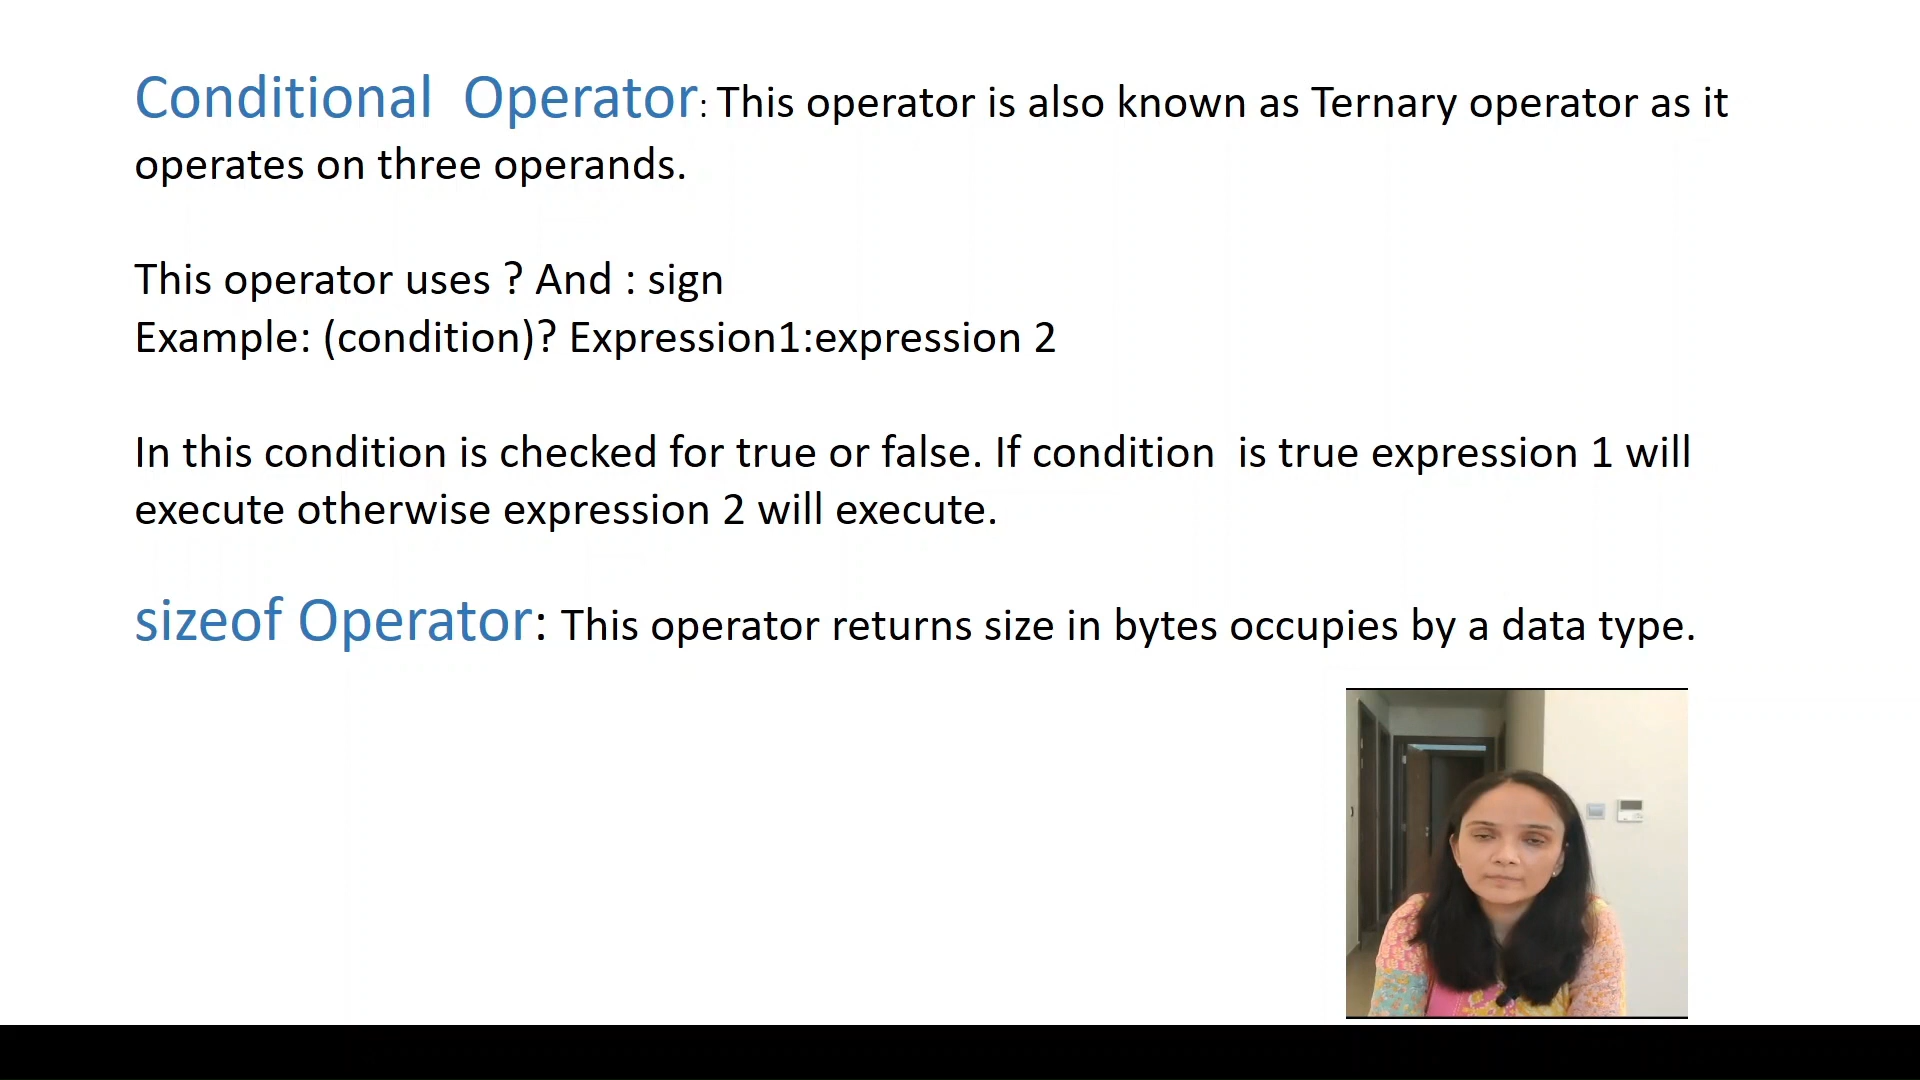 Conditional  Operator: This operator is also known as Ternary operator as it
operates on three operands.
This operator uses ? And : sign
Example: (condition)? Expression1:expression 2
In this condition is checked for true or false. If condition  is true expression 1 will
execute otherwise expression 2 will execute.
sizeof Operator: This operator returns size in bytes occupies by a data type.